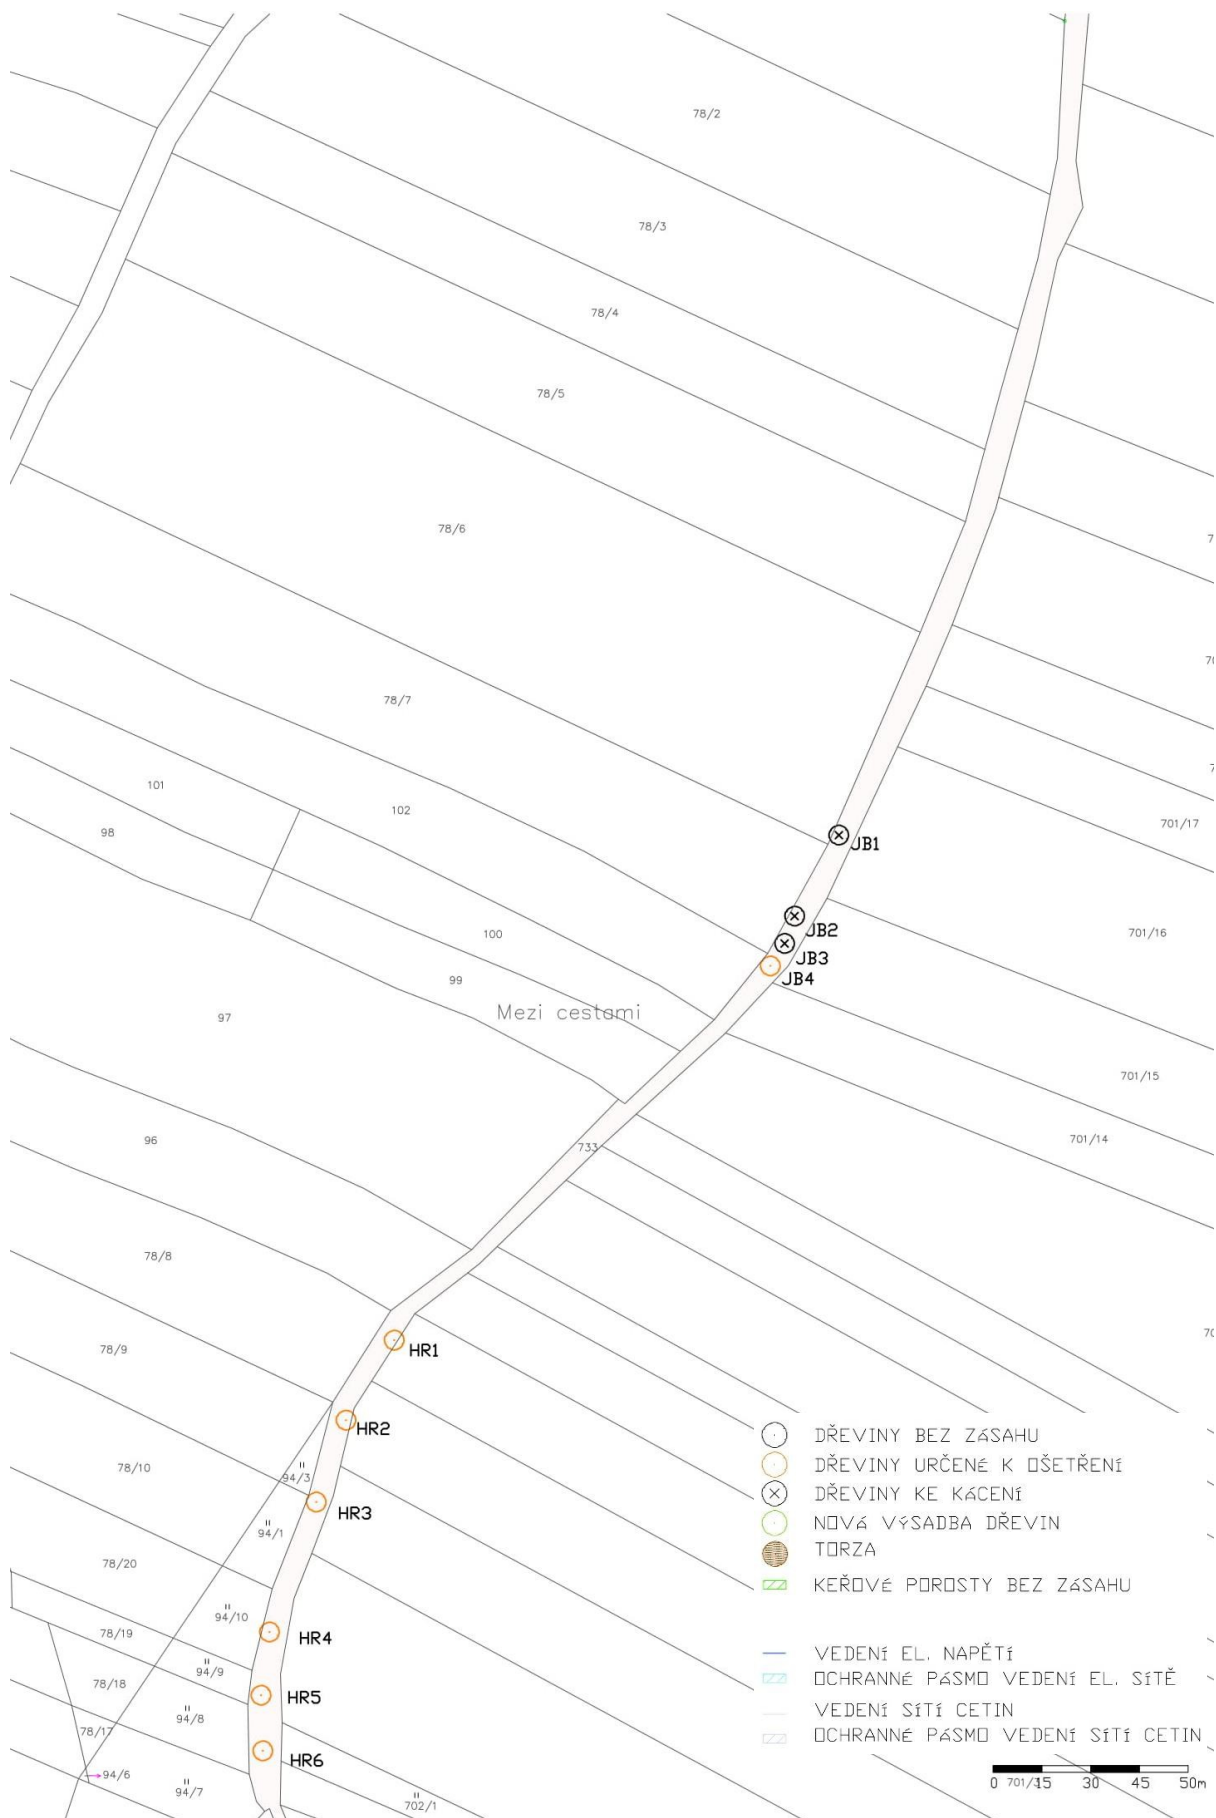 78/2
78/3
78/4
78/5
78/6
78/7
101
102
98
JB1
701/17
JB2
100
701/16
JB3
99
JB4
97
Mezi cestami
701/15
96
733
701/14
78/8
HR1
78/9
HR2
DŘEVINY BEZ ZÁSAHU
DŘEVINY URČENÉ K OŠETŘENÍ
78/10
94/3
DŘEVINY KE KÁCENÍ
HR3
NOVÁ VÝSADBA DŘEVIN
94/1
TORZA
78/20
KEŘOVÉ POROSTY BEZ ZÁSAHU
94/10
78/19
HR4
VEDENÍ EL. NAPĚTÍ
94/9
OCHRANNÉ PÁSMO VEDENÍ EL. SÍTĚ
78/18
HR5
VEDENÍ SÍTÍ CETIN
94/8
78/17
OCHRANNÉ PÁSMO VEDENÍ SÍTÍ CETIN
HR6
94/6
0 15 30 45 50m
94/7
702/1